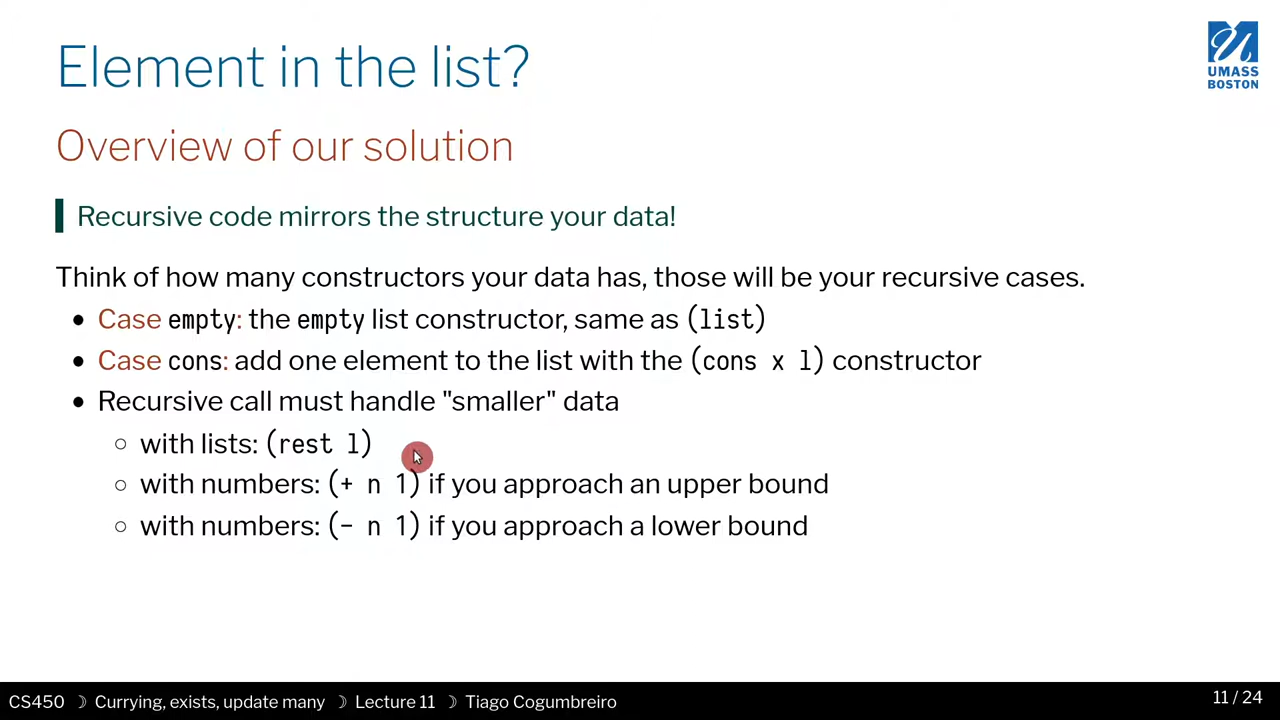 Element in the list?
UMASS
BOSTON
Overview of our solution
Recursive code mirrors the structure your data!
Think of how many constructors your data has, those will be your recursive cases.
• Case empty: the empty list constructor, same as (list)
• Case cons: add one element to the list with the (cons x l) constructor
• Recursive call must handle "smaller" data
○ with lists: (rest l)
○ with numbers: (+ n 1) if you approach an upper bound
○ with numbers: (- n 1) if you approach a lower bound
CS450 ☽ Currying, exists, update many ☽ Lecture 11 ☽ Tiago Cogumbreiro
11 / 24